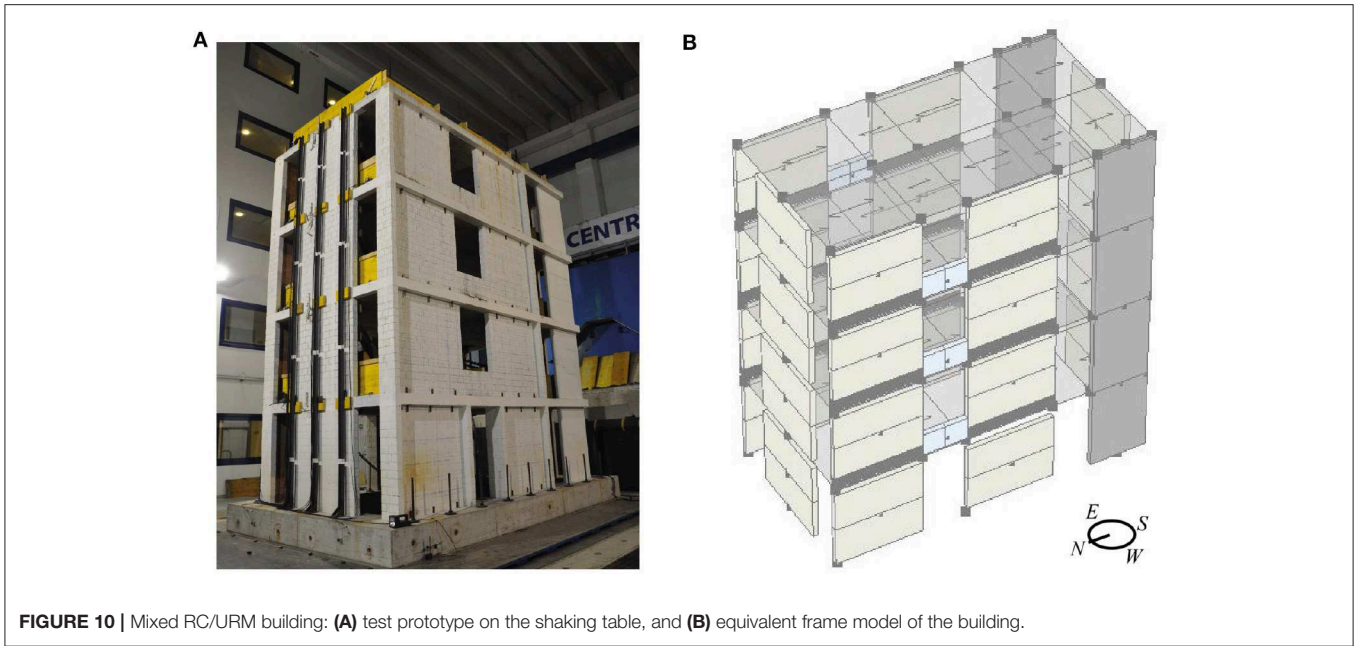 A
B
CENTR
E
S
N
W
FIGURE 10 | Mixed RC/URM building: (A) test prototype on the shaking table, and (B) equivalent frame model of the building.